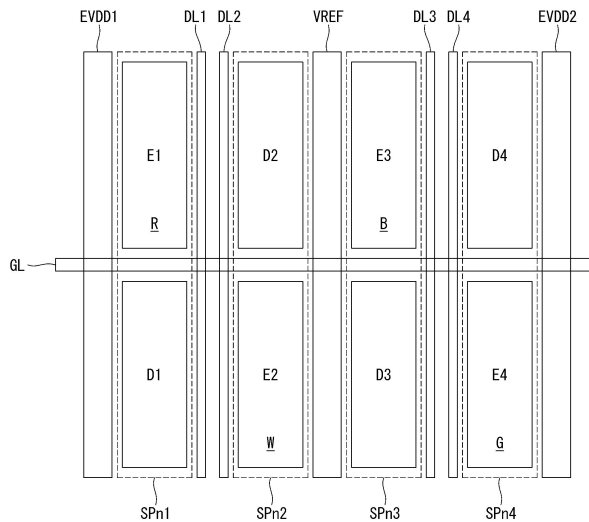 EVDD1 DL1 DL2 VREF DL3 DL4 EVDD2
E1 D2 E3 D4
R B
GL
D1 E2 D3 E4
W G
SPn1 SPn2 SPn3 SPn4